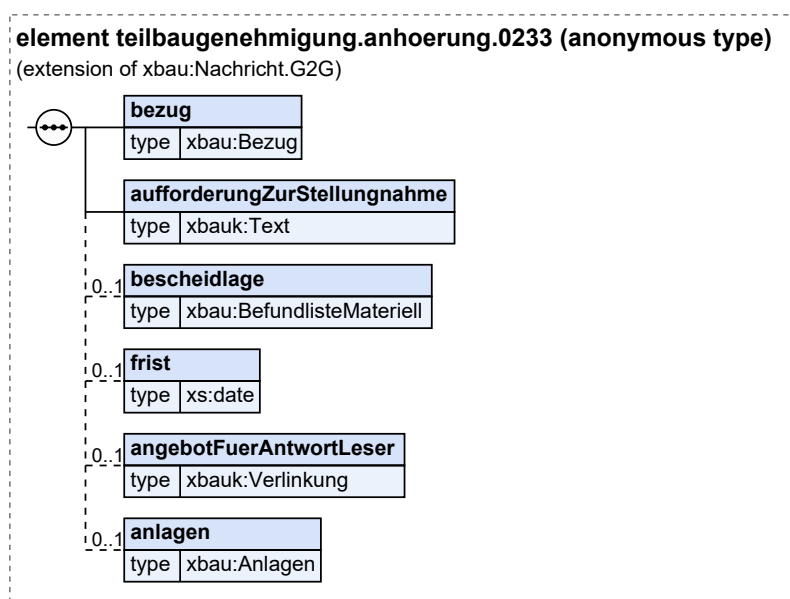 element teilbaugenehmigung.anhoerung.0233 (anonymous type)
(extension of xbau:Nachricht.G2G)
bezug
type xbau:Bezug
aufforderungZurStellungnahme
type xbauk:Text
0..1 bescheidlage
type xbau:BefundlisteMateriell
0..1 frist
type xs:date
0..1 angebotFuerAntwortLeser
type xbauk:Verlinkung
0..1 anlagen
type xbau:Anlagen